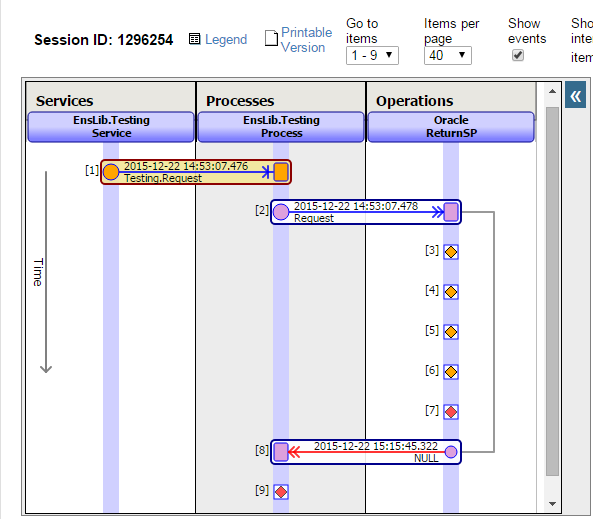 Session ID: 1296254
Legend
Printable
Version
Go to
items
1 - 9
Items per
page
40
Show
events
Sho
inte
item
Services
Processes
Operations
EnsLib.Testing
Service
EnsLib.Testing
Process
Oracle
ReturnSP
[1]
2015-12-22 14:53:07.476
Testing.Request
[2]
2015-12-22 14:53:07.478
Request
Time
[3]
[4]
[5]
[6]
[7]
[8]
2015-12-22 15:15:45.322
NULL
[9]